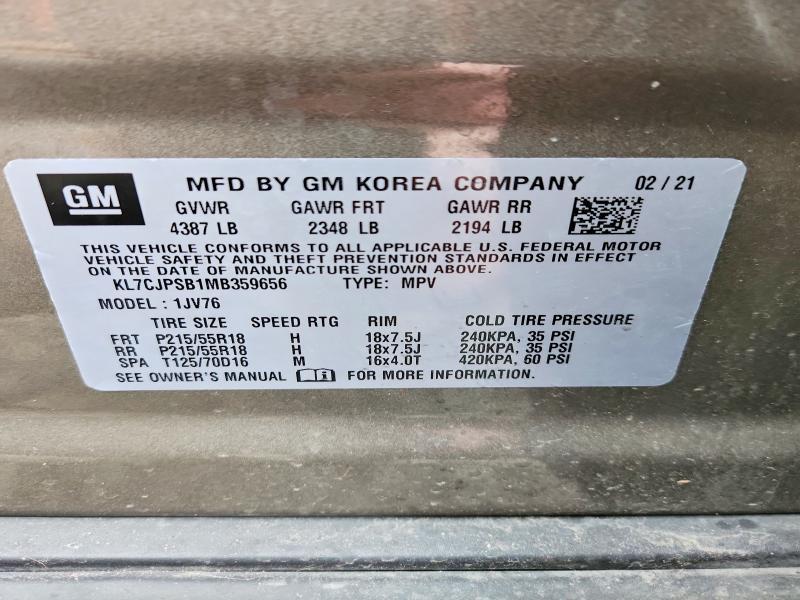 GM MFD BY GM KOREA COMPANY 02 / 21
GVWR GAWR FRT GAWR RR
4387 LB 2348 LB 2194 LB
THIS VEHICLE CONFORMS TO ALL APPLICABLE U.S. FEDERAL MOTOR
VEHICLE SAFETY AND THEFT PREVENTION STANDARDS IN EFFECT
ON THE DATE OF MANUFACTURE SHOWN ABOVE
KL7CJPSB1MB359656 TYPE: MPV
MODEL : 1JV76
TIRE SIZE SPEED RTG RIM COLD TIRE PRESSURE
FRT P215/55R18 H 18x7.5J 240KPA, 35 PSI
RR P215/55R18 H 18x7.5J 240KPA, 35 PSI
SPA T125/70D16 M 16x4.0T 420KPA, 60 PSI
SEE OWNER'S MANUAL FOR MORE INFORMATION